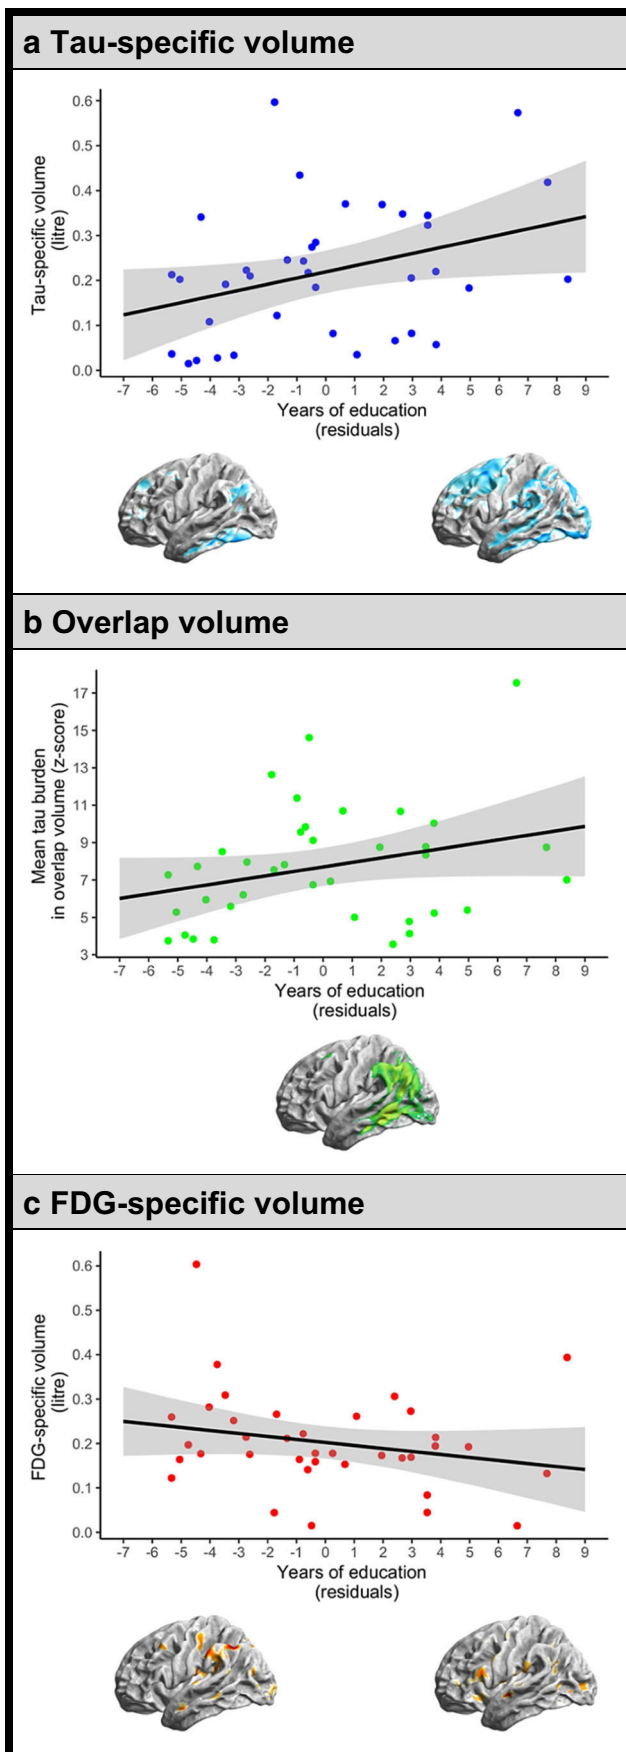 a Tau-specific volume
Tau-specific volume
(litre)
0.6
0.5
0.4
0.3
0.2
0.1
0.0
-7 -6 -5 -4 -3 -2 -1 0 1 2 3 4 5 6 7 8 9
Years of education
(residuals)
b Overlap volume
Mean tau burden
in overlap volume (z-score)
17
15
13
11
9
7
5
3
-7 -6 -5 -4 -3 -2 -1 0 1 2 3 4 5 6 7 8 9
Years of education
(residuals)
c FDG-specific volume
FDG-specific volume
(litre)
0.6
0.5
0.4
0.3
0.2
0.1
0.0
-7 -6 -5 -4 -3 -2 -1 0 1 2 3 4 5 6 7 8 9
Years of education
(residuals)